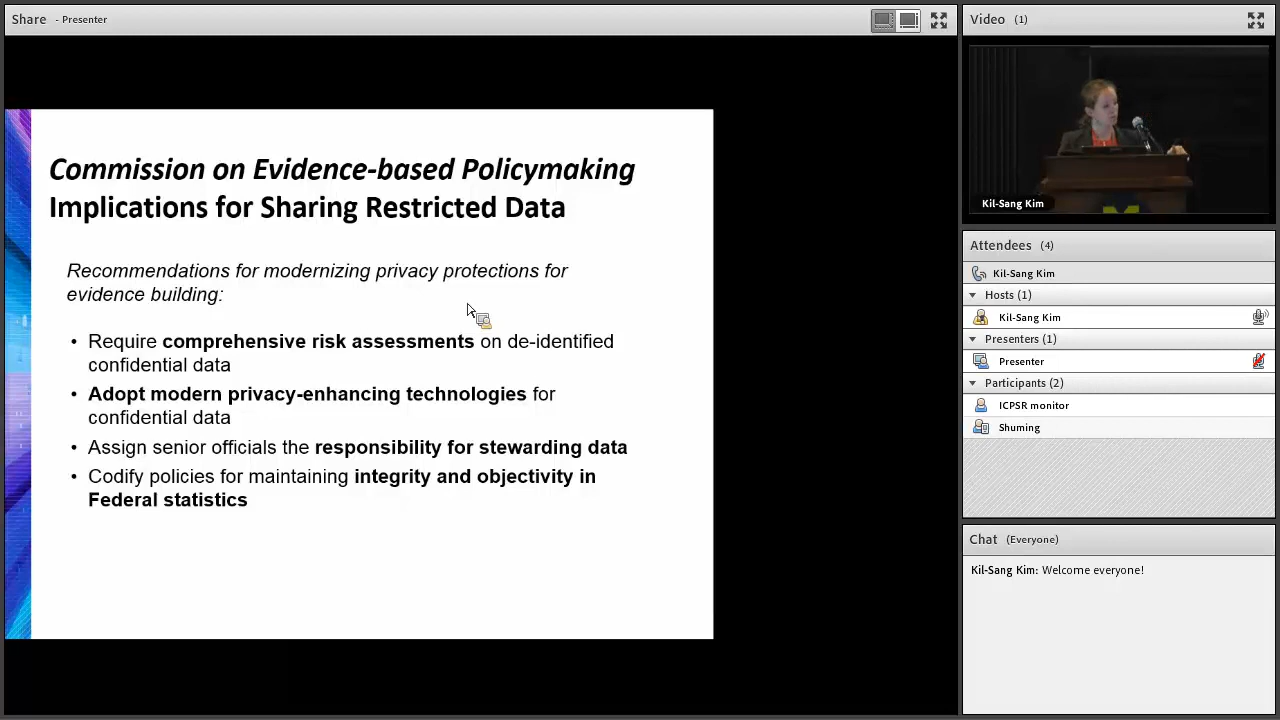 Share - Presenter
Commission on Evidence-based Policymaking
Implications for Sharing Restricted Data
Recommendations for modernizing privacy protections for
evidence building:
• Require comprehensive risk assessments on de-identified
confidential data
• Adopt modern privacy-enhancing technologies for
confidential data
• Assign senior officials the responsibility for stewarding data
• Codify policies for maintaining integrity and objectivity in
Federal statistics
Video (1)
Kil-Sang Kim
Attendees (4)
Kil-Sang Kim
Hosts (1)
Kil-Sang Kim
Presenters (1)
Presenter
Participants (2)
ICPSR monitor
Shuming
Chat (Everyone)
Kil-Sang Kim: Welcome everyone!